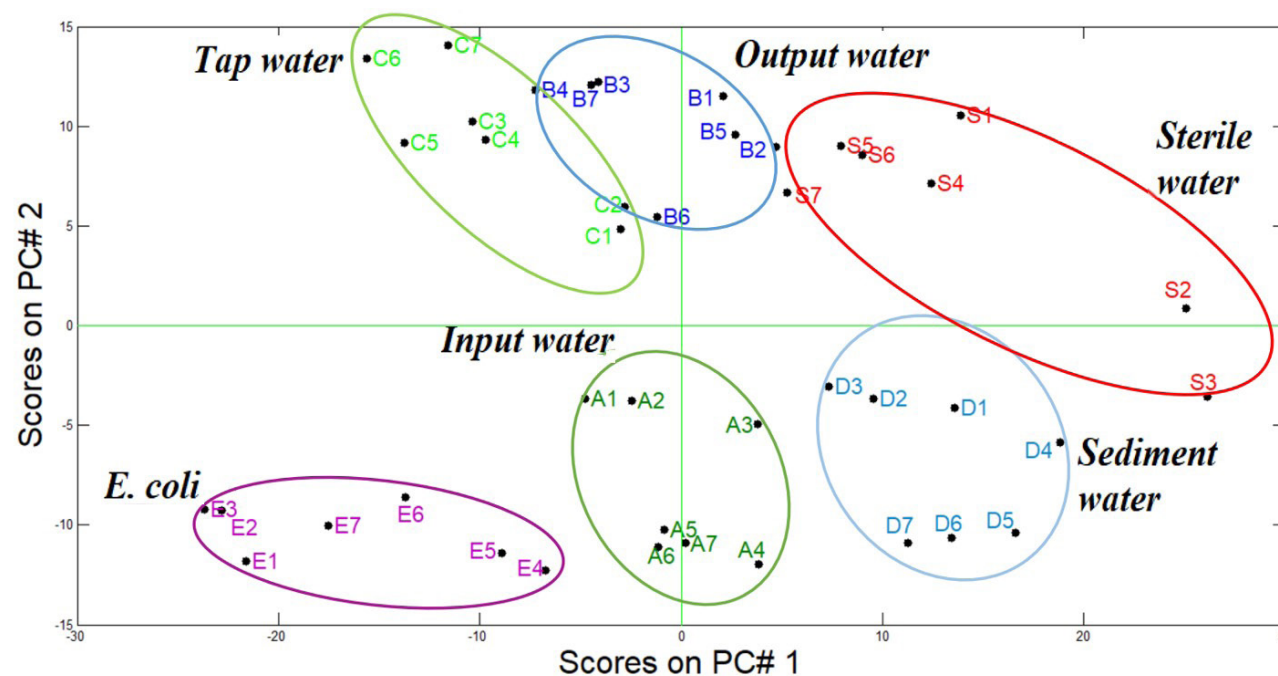 15
C7
Tap water
C6
Output water
B4
B3
B7
B1
S1
C3
C4
C5
B5
B2
S5
S6
Sterile
water
S4
S7
C2
B6
C1
10
5
0
-5
-10
-15
S2
Input water
S3
A1
A2
A3
D3
D2
D1
D4
Sediment
water
E. coli
E3
E2
E6
E7
E1
E5
E4
A5
A6
A7
A4
D7
D6
D5
-30
-20
-10
0
10
20
Scores on PC# 1
Scores on PC# 2